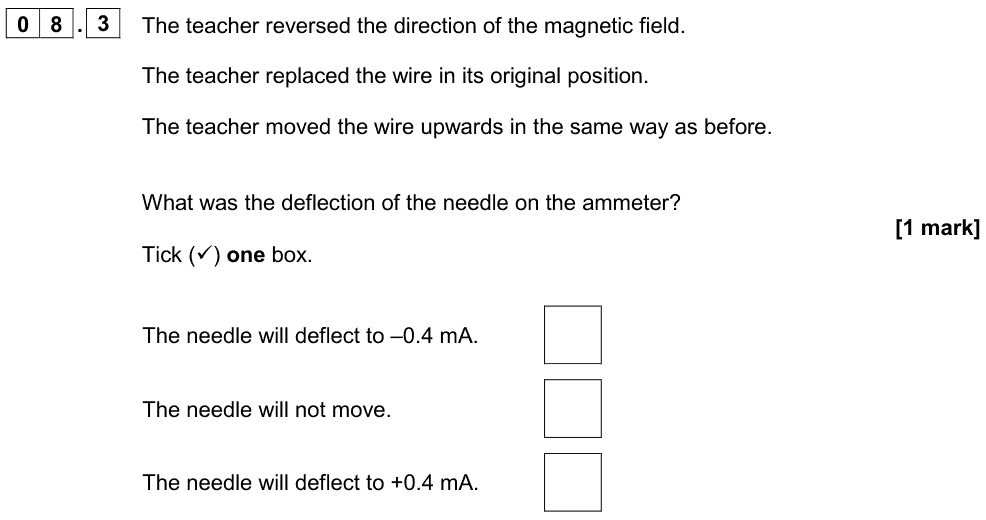 08.3 The teacher reversed the direction of the magnetic field.
The teacher replaced the wire in its original position.
The teacher moved the wire upwards in the same way as before.
What was the deflection of the needle on the ammeter?
[1 mark]
Tick (✓) one box.
The needle will deflect to –0.4 mA.
The needle will not move.
The needle will deflect to +0.4 mA.